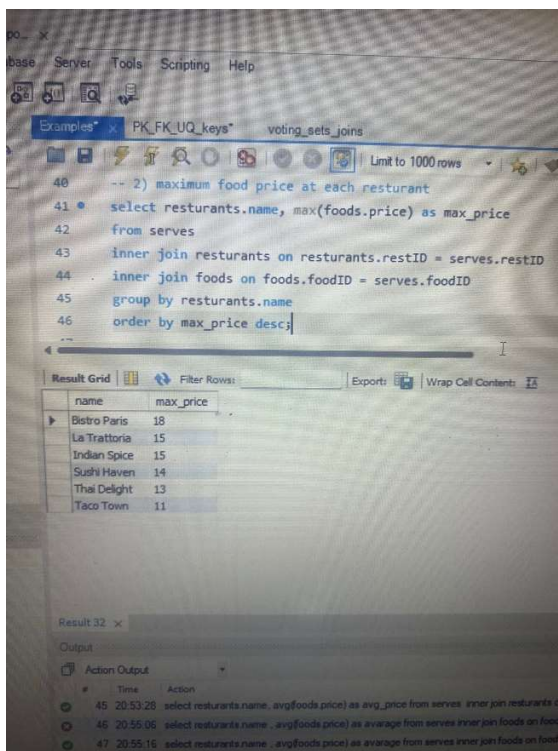 po...
base Server Tools Scripting Help
Examples* PK_FK_UQ_keys* voting_sets_joins
Limit to 1000 rows
40 -- 2) maximum food price at each resturant
41 select resturants.name, max(foods.price) as max_price
42 from serves
43 inner join resturants on resturants.restID = serves.restID
44 inner join foods on foods.foodID = serves.foodID
45 group by resturants.name
46 order by max_price desc;
Result Grid Filter Rows: Export: Wrap Cell Content:
name max_price
Bistro Paris 18
La Trattoria 15
Indian Spice 15
Sushi Haven 14
Thai Delight 13
Taco Town 11
Result 32
Output
Action Output
# Time Action
45 20:53:28 select resturants.name , avg(foods.price) as avg_price from serves inner join resturants
46 20:55:06 select resturants.name , avg(foods.price) as avarage from serves inner join foods on
47 20:55:16 select resturants.name , avg(foods.price) as avarage from serves inner join foods on